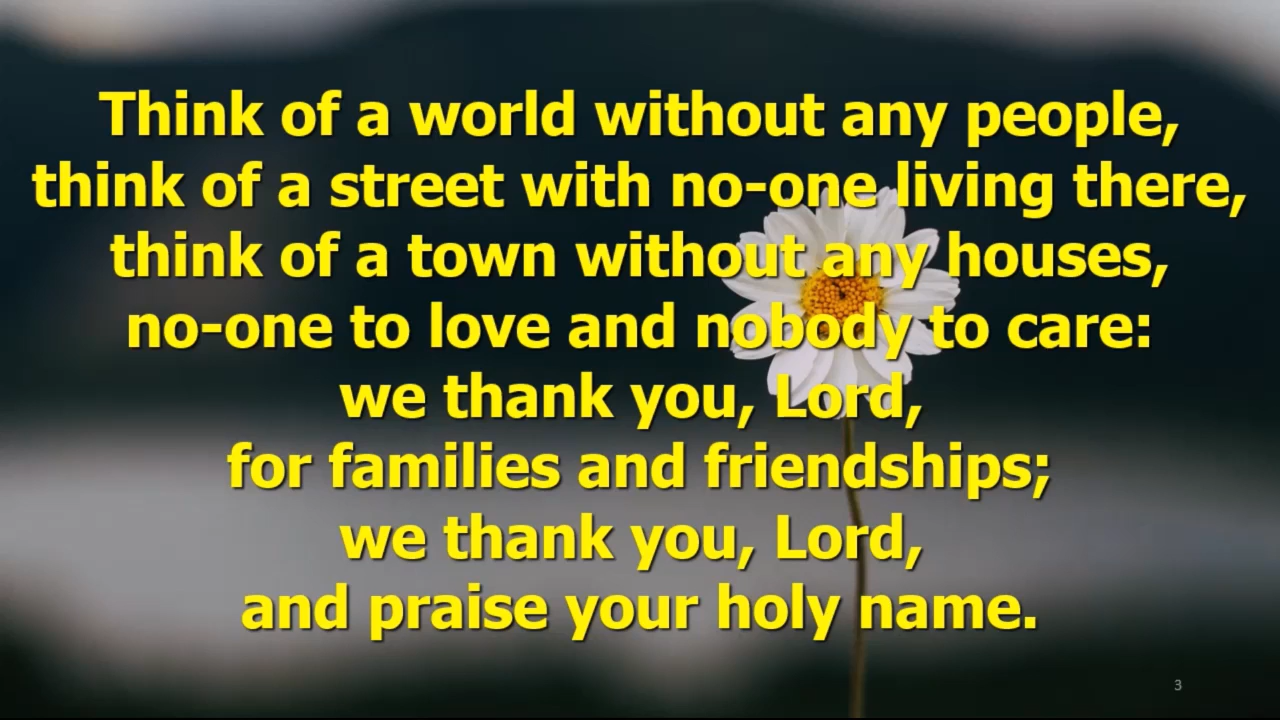 Think of a world without any people,
think of a street with no-one living there,
think of a town without any houses,
no-one to love and nobody to care:
we thank you, Lord,
for families and friendships;
we thank you, Lord,
and praise your holy name.
3